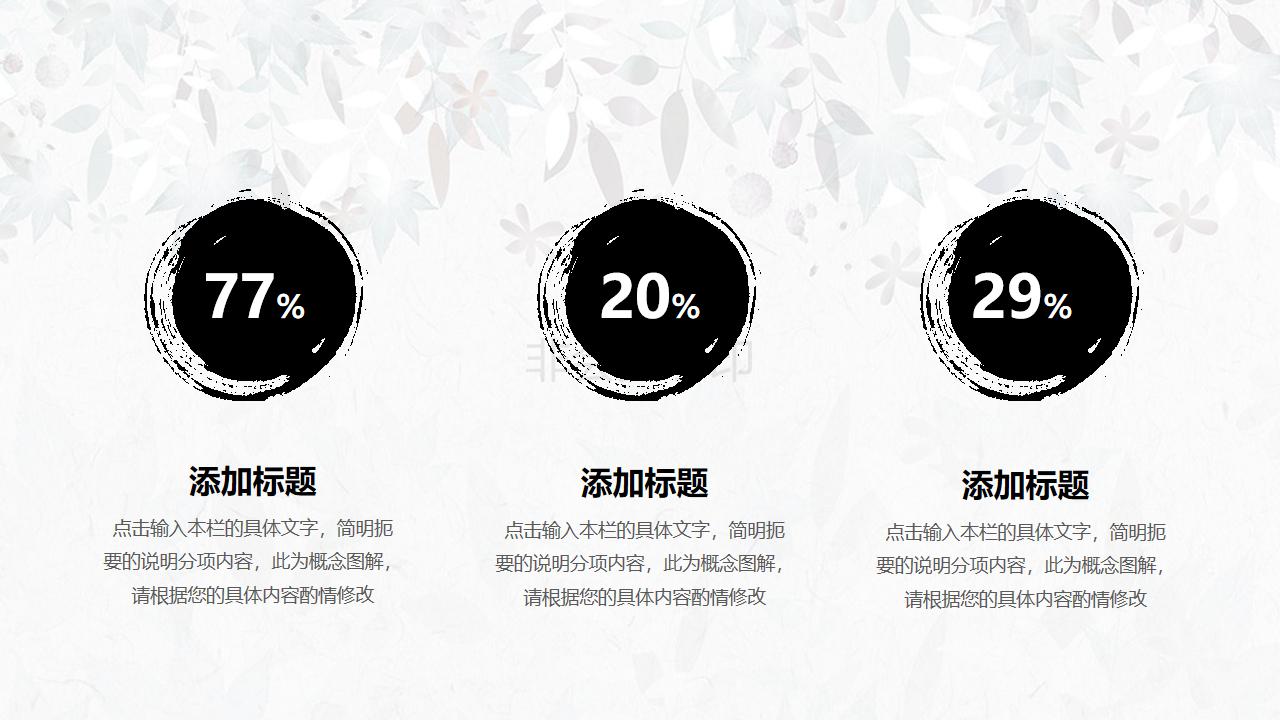 77%
20%
29%
添加标题
点击输入本栏的具体文字，简明扼
要的说明分项内容，此为概念图解，
请根据您的具体内容酌情修改
添加标题
点击输入本栏的具体文字，简明扼
要的说明分项内容，此为概念图解，
请根据您的具体内容酌情修改
添加标题
点击输入本栏的具体文字，简明扼
要的说明分项内容，此为概念图解，
请根据您的具体内容酌情修改